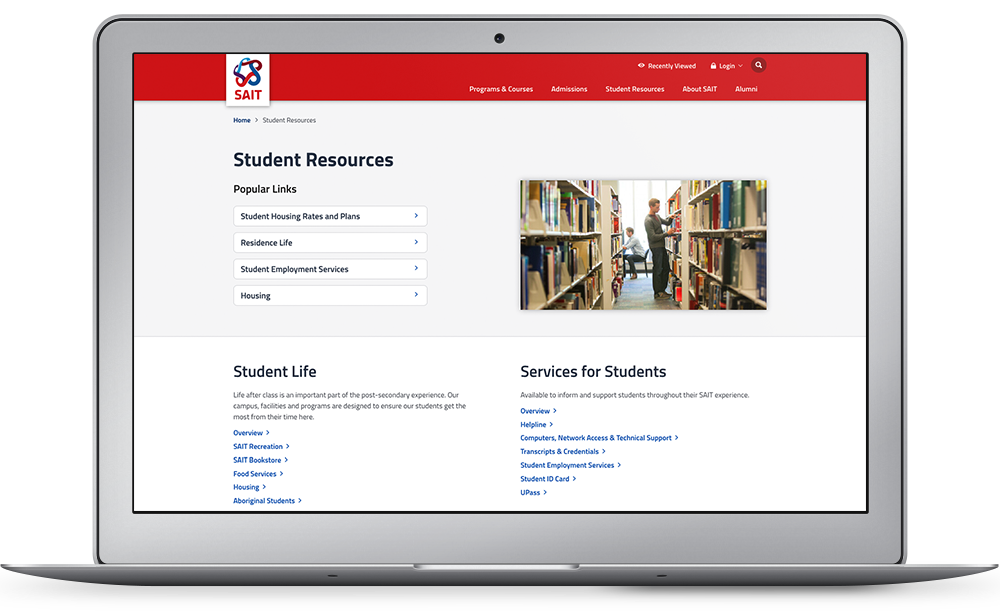 SAIT
Recently Viewed
Login
Programs & Courses
Admissions
Student Resources
About SAIT
Alumni
Home > Student Resources
Student Resources
Popular Links
Student Housing Rates and Plans
Residence Life
Student Employment Services
Housing
Student Life
Life after class is an important part of the post-secondary experience. Our
campus, facilities and programs are designed to ensure our students get the
most from their time here.
Overview >
SAIT Recreation >
SAIT Bookstore >
Food Services >
Housing >
Aboriginal Students >
Services for Students
Available to inform and support students throughout their SAIT experience.
Overview >
Helpline >
Computers, Network Access & Technical Support >
Transcripts & Credentials >
Student Employment Services >
Student ID Card >
UPass >